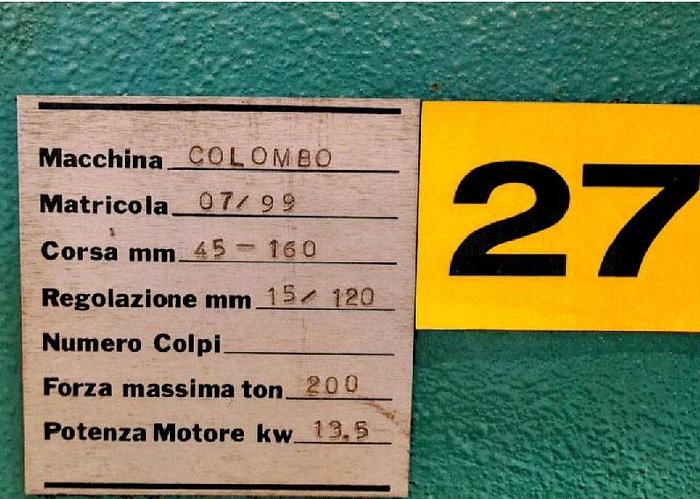 Macchina COLOMBO
Matricola 07/99
Corsa mm 45-160
Regolazione mm 15/ 120
Numero Colpi
Forza massima ton 200
Potenza Motore kw 13.5
27